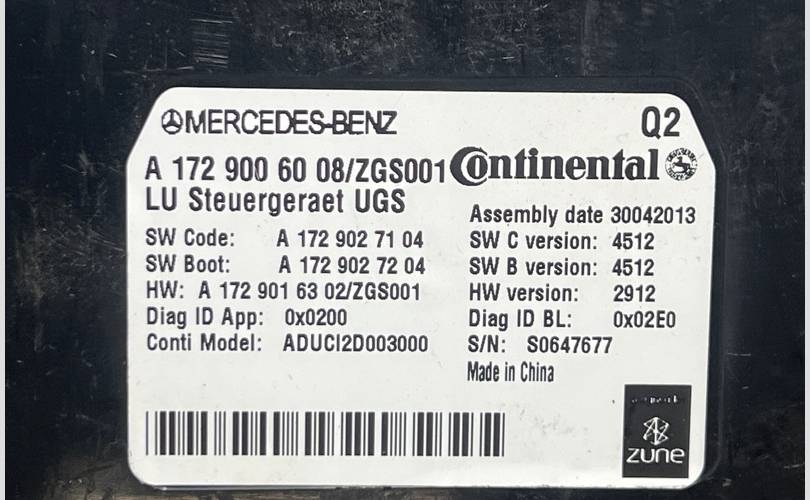 MERCEDES-BENZ Q2
A 172 900 60 08/ZGS001 Continental
LU Steuergeraet UGS
Assembly date 30042013
SW Code: A 172 902 71 04 SW C version: 4512
SW Boot: A 172 902 72 04 SW B version: 4512
HW: A 172 901 63 02/ZGS001 HW version: 2912
Diag ID App: 0x0200 Diag ID BL: 0x02E0
Conti Model: ADUCI2D003000 S/N: S0647677
Made in China
zune